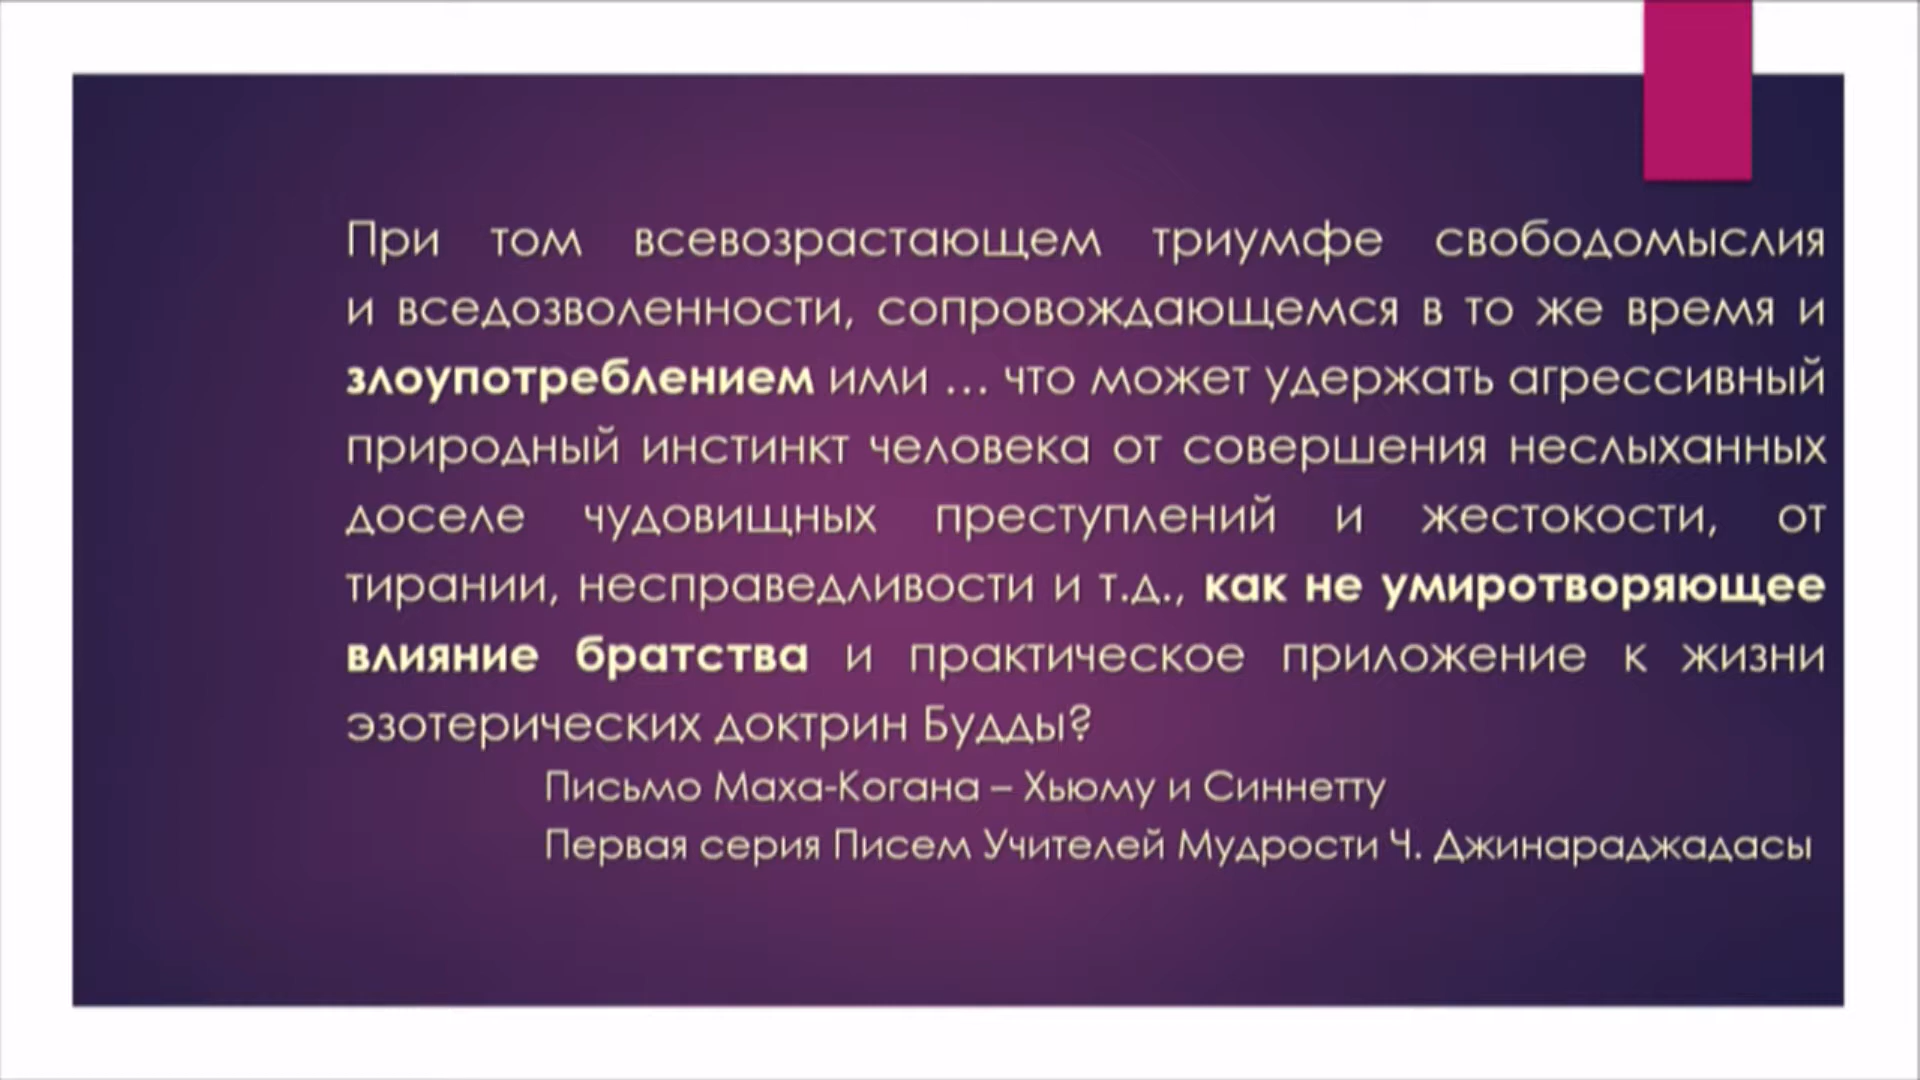 При том всевозрастающем триумфе свободомыслия
и вседозволенности, сопровождающемся в то же время и
злоупотреблением ими ... что может удержать агрессивный
природный инстинкт человека от совершения неслыханных
доселе чудовищных преступлений и жестокости, от
тирании, несправедливости и т.д., как не умиротворяющее
влияние братства и практическое приложение к жизни
эзотерических доктрин Будды?
Письмо Маха-Когана – Хьюму и Синнетту
Первая серия Писем Учителей Мудрости Ч. Джинараджадасы